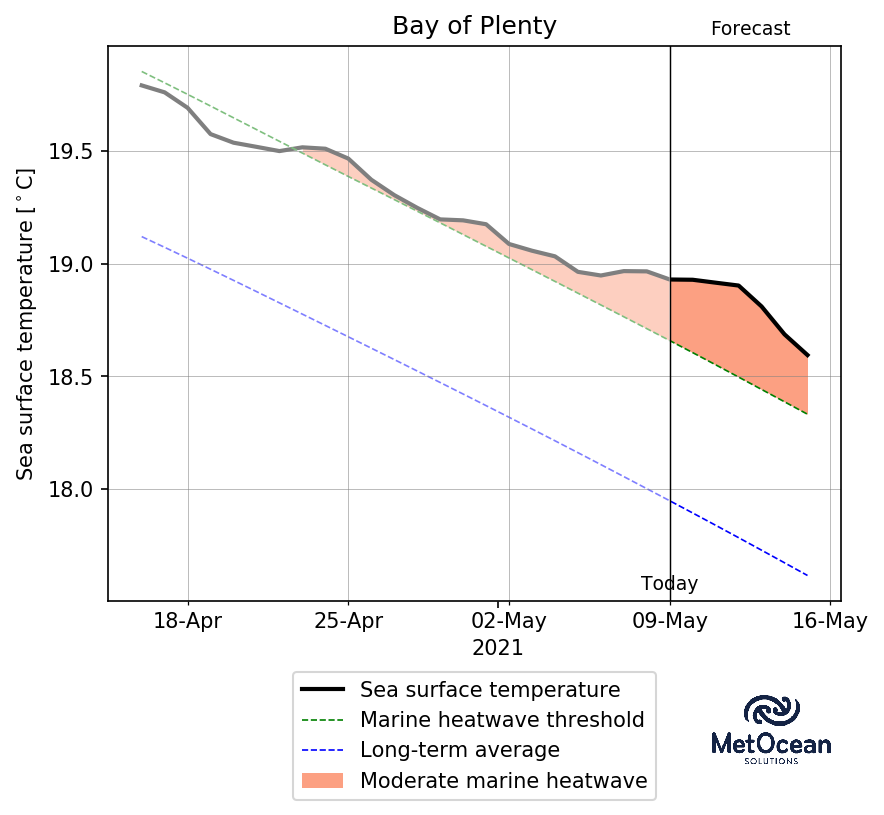 Bay of Plenty
Forecast
Sea surface temperature [°C]
19.5
19.0
18.5
18.0
Today
18-Apr 25-Apr 02-May 09-May 16-May
2021
Sea surface temperature
Marine heatwave threshold
Long-term average
Moderate marine heatwave
MetOcean
SOLUTIONS